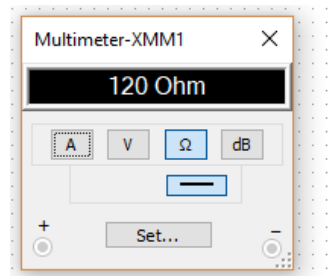 Multimeter-XMM1
120 Ohm
A V Ω dB
+ Set... −